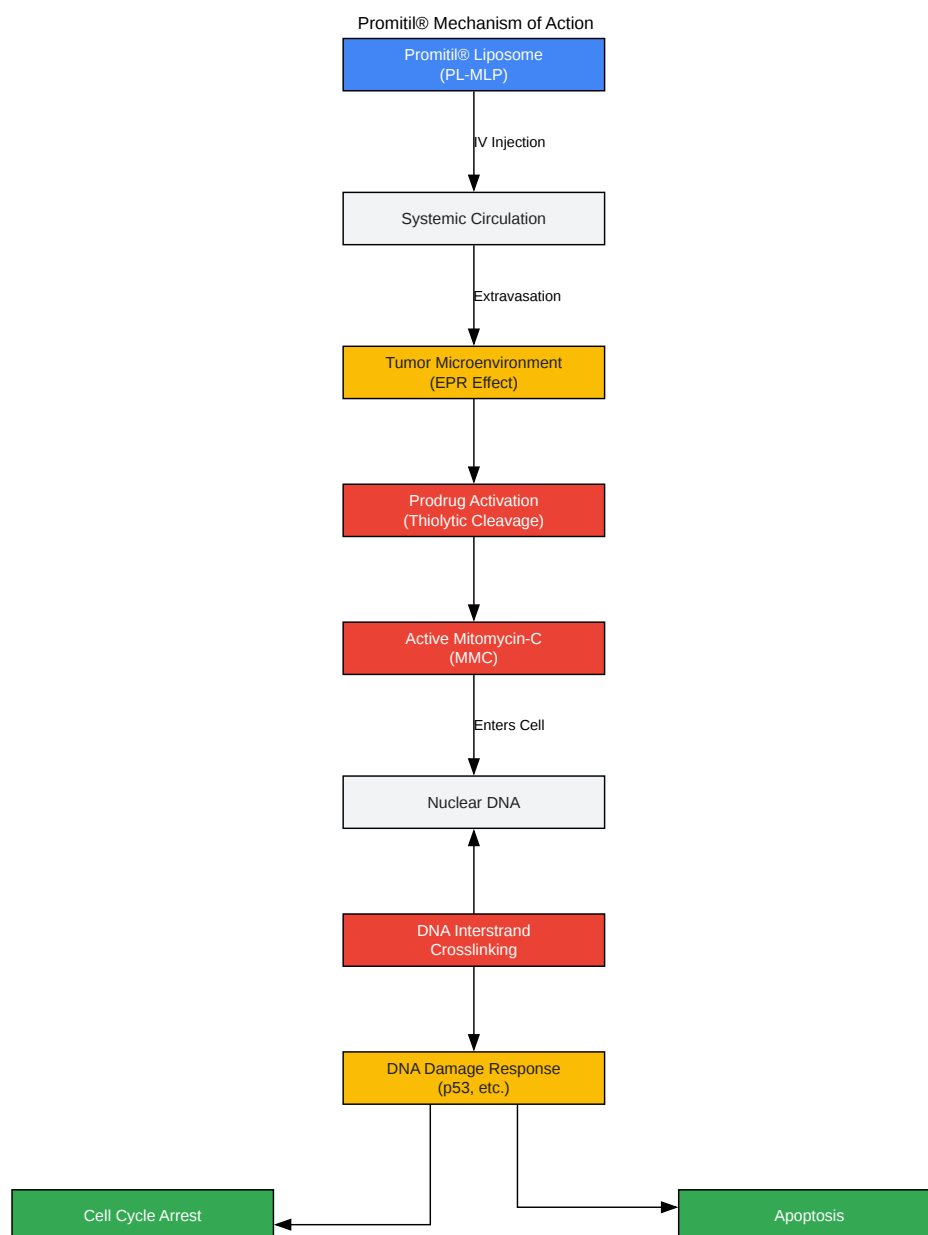 Promitil® Mechanism of Action
Promitil® Liposome
(PL-MLP)
IV Injection
Systemic Circulation
Extravasation
Tumor Microenvironment
(EPR Effect)
Prodrug Activation
(Thiolytic Cleavage)
Active Mitomycin-C
(MMC)
Enters Cell
Nuclear DNA
DNA Interstrand
Crosslinking
DNA Damage Response
(p53, etc.)
Cell Cycle Arrest
Apoptosis